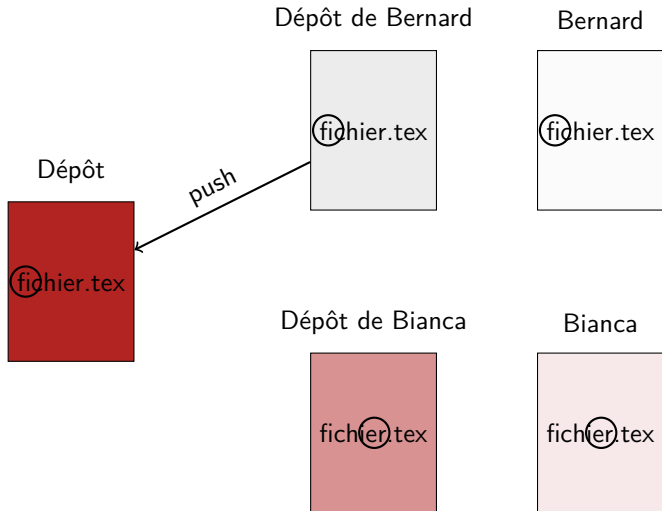 Dépôt de Bernard
Bernard
fichier.tex
fichier.tex
Dépôt
push
fichier.tex
Dépôt de Bianca
Bianca
fichier.tex
fichier.tex